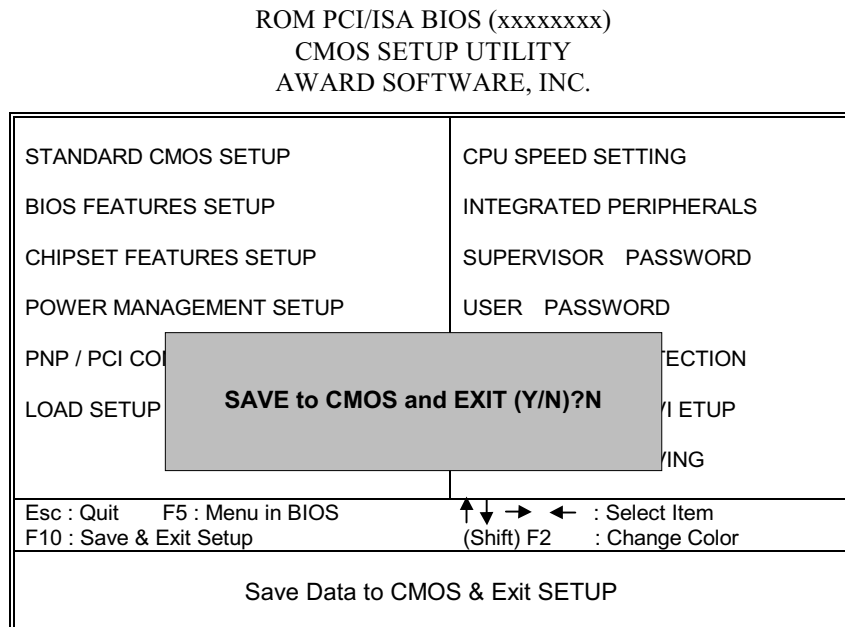 ROM PCI/ISA BIOS (xxxxxxxx)
CMOS SETUP UTILITY
AWARD SOFTWARE, INC.
STANDARD CMOS SETUP
BIOS FEATURES SETUP
CHIPSET FEATURES SETUP
POWER MANAGEMENT SETUP
PNP / PCI
LOAD SETUP
CPU SPEED SETTING
INTEGRATED PERIPHERALS
SUPERVISOR PASSWORD
USER PASSWORD
TECTION
ETUP
VING
SAVE to CMOS and EXIT (Y/N)?N
Esc : Quit F5 : Menu in BIOS ↑ ↓ → ← : Select Item
F10 : Save & Exit Setup (Shift) F2 : Change Color
Save Data to CMOS & Exit SETUP